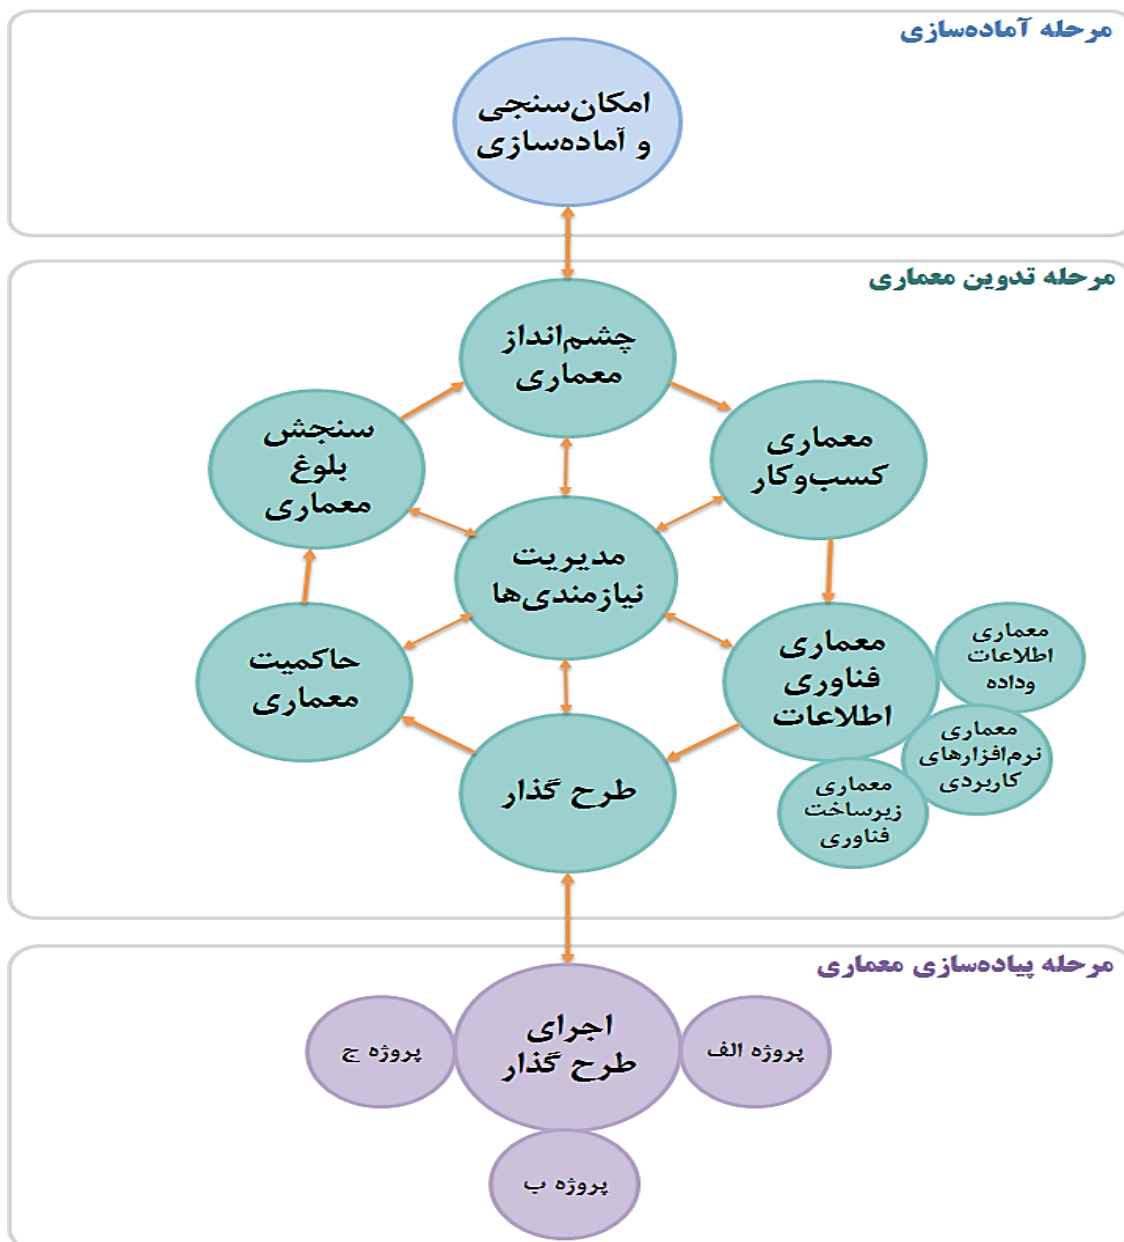 مرحله آماده‌سازی
امکان‌سنجی
و آماده‌سازی
مرحله تدوین معماری
چشم‌انداز
معماری
معماری
کسب‌وکار
سنجش
بلوغ
معماری
مدیریت
نیازمندی‌ها
معماری
فناوری
اطلاعات
معماری
اطلاعات
وداده
معماری
نرم‌افزارهای
کاربردی
معماری
زیرساخت
فناوری
حاکمیت
معماری
طرح گذار
مرحله پیاده‌سازی معماری
اجرای
طرح گذار
پروژه الف
پروژه ج
پروژه ب